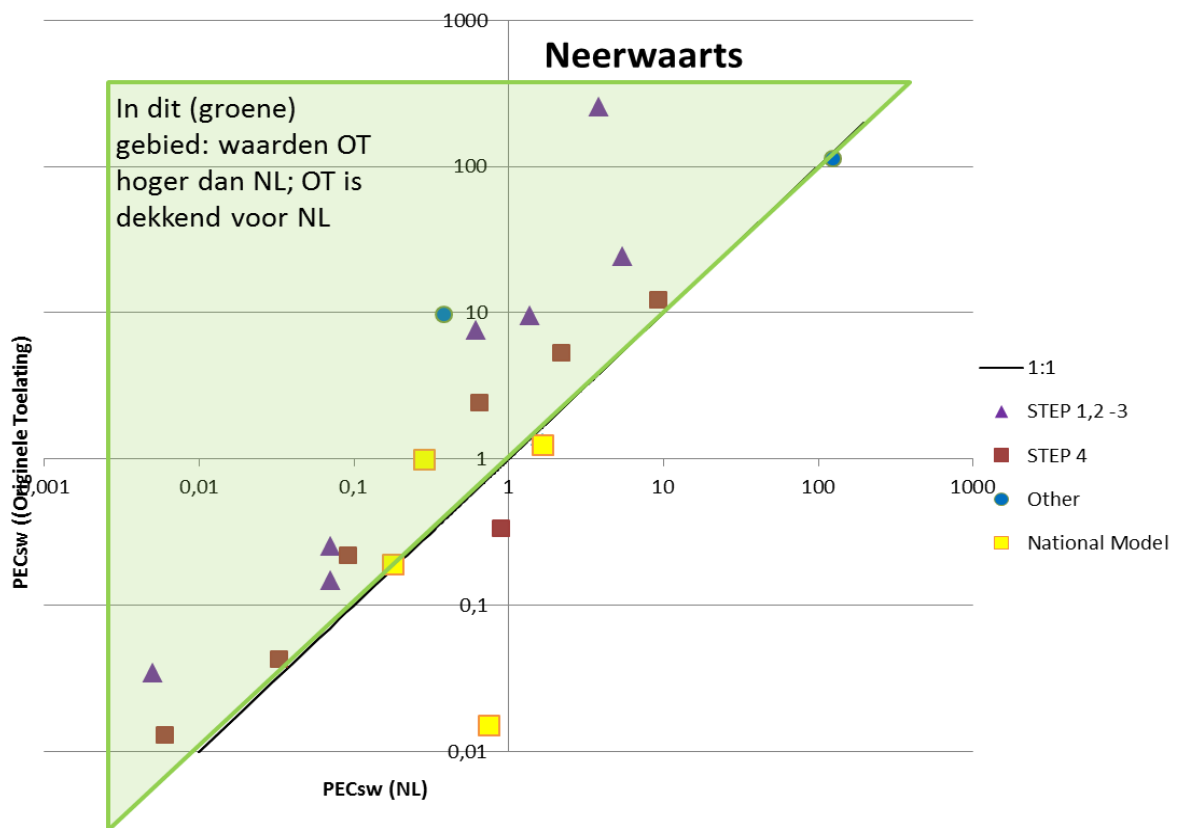 Neerwaarts
In dit (groene)
gebied: waarden OT
hoger dan NL; OT is
dekkend voor NL
1000
100
10
1
0,1
0,01
0,001
0,01
0,1
1
10
100
1000
PECsw ((Originele Toelating)
PECsw (NL)
1:1
STEP 1,2 -3
STEP 4
Other
National Model